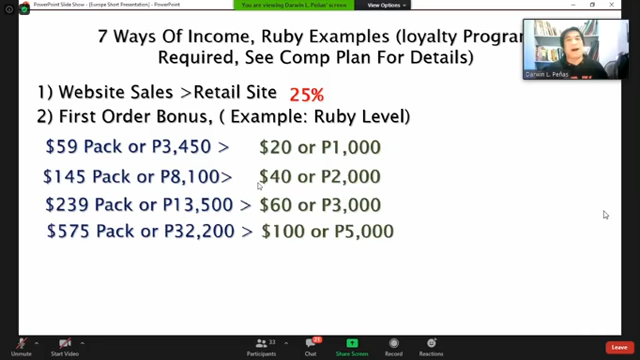 PowerPoint Slide Show - [Europe Short Presentation] - PowerPoint
You are viewing Darwin L. Peñas' screen
View Options
7 Ways Of Income, Ruby Examples (loyalty Program
Required, See Comp Plan For Details)
Darwin L. Peñas
1) Website Sales >Retail Site 25%
2) First Order Bonus, ( Example: Ruby Level)
$59 Pack or P3,450 > $20 or P1,000
$145 Pack or P8,100> $40 or P2,000
$239 Pack or P13,500 > $60 or P3,000
$575 Pack or P32,200 > $100 or P5,000
33
21
Unmute
Start Video
Participants
Chat
Share Screen
Record
Reactions
Leave